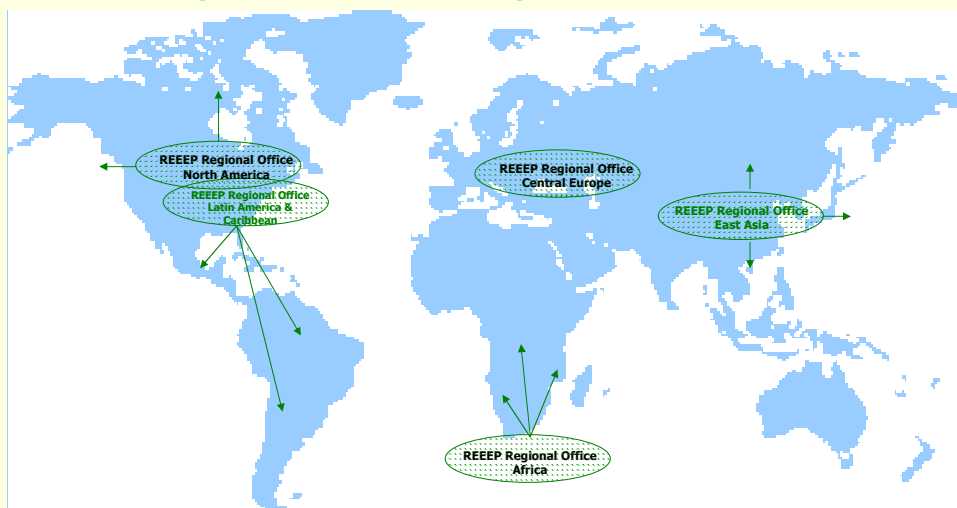 REEEP Regional Office
North America
REEEP Regional Office
Latin America &
Caribbean
REEEP Regional Office
Central Europe
REEEP Regional Office
East Asia
REEEP Regional Office
Africa